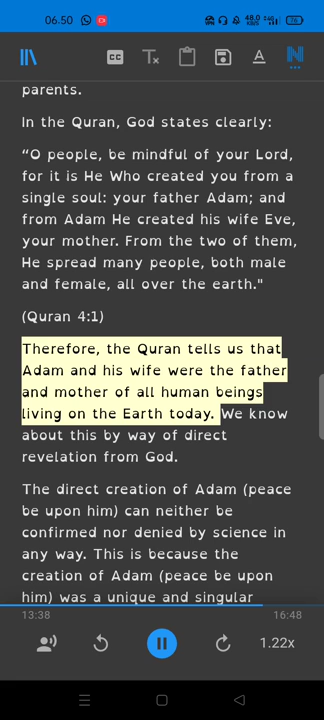 06.50
48.0 KB/S
76
CC
parents.
In the Quran, God states clearly:
“O people, be mindful of your Lord,
for it is He Who created you from a
single soul: your father Adam; and
from Adam He created his wife Eve,
your mother. From the two of them,
He spread many people, both male
and female, all over the earth."
(Quran 4:1)
Therefore, the Quran tells us that
Adam and his wife were the father
and mother of all human beings
living on the Earth today. We know
about this by way of direct
revelation from God.
The direct creation of Adam (peace
be upon him) can neither be
confirmed nor denied by science in
any way. This is because the
creation of Adam (peace be upon
him) was a unique and singular
13:38
16:48
1.22x